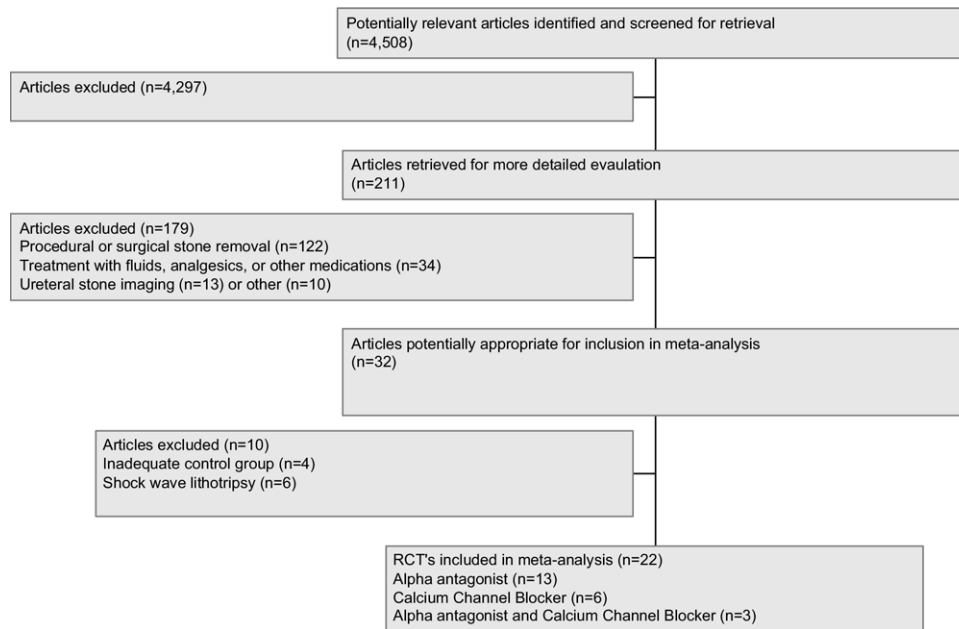 Potentially relevant articles identified and screened for retrieval
(n=4,508)
Articles excluded (n=4,297)
Articles retrieved for more detailed evaulation
(n=211)
Articles excluded (n=179)
Procedural or surgical stone removal (n=122)
Treatment with fluids, analgesics, or other medications (n=34)
Ureteral stone imaging (n=13) or other (n=10)
Articles potentially appropriate for inclusion in meta-analysis
(n=32)
Articles excluded (n=10)
Inadequate control group (n=4)
Shock wave lithotripsy (n=6)
RCT's included in meta-analysis (n=22)
Alpha antagonist (n=13)
Calcium Channel Blocker (n=6)
Alpha antagonist and Calcium Channel Blocker (n=3)